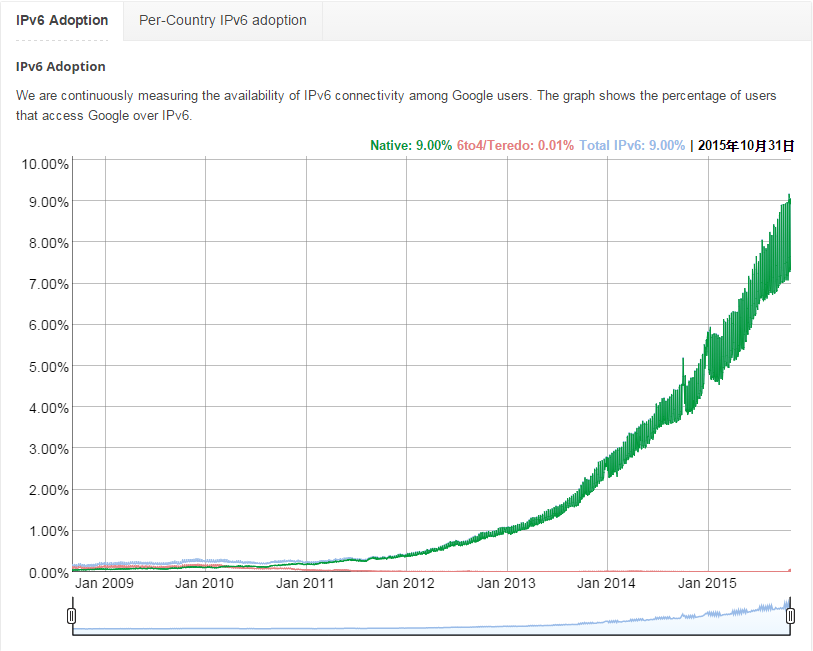 IPv6 Adoption Per-Country IPv6 adoption
IPv6 Adoption
We are continuously measuring the availability of IPv6 connectivity among Google users. The graph shows the percentage of users
that access Google over IPv6.
Native: 9.00% 6to4/Teredo: 0.01% Total IPv6: 9.00% | 2015年10月31日
10.00%
9.00%
8.00%
7.00%
6.00%
5.00%
4.00%
3.00%
2.00%
1.00%
0.00%
Jan 2009 Jan 2010 Jan 2011 Jan 2012 Jan 2013 Jan 2014 Jan 2015